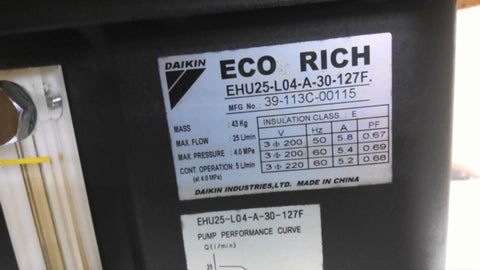 DAIKIN
ECO RICH
EHU25-L04-A-30-127F.
MFG No. 39-113C-00115
MASS : 43 Kg
MAX. FLOW : 25 L/min
MAX. PRESSURE : 4.0 MPa
CONT. OPERATION: 5 L/min
(at 4.0 MPa)
INSULATION CLASS : E
V Hz A PF
3 Φ 200 50 5.8 0.67
3 Φ 200 60 5.4 0.69
3 Φ 220 60 5.2 0.68
DAIKIN INDUSTRIES,LTD. MADE IN CHINA
EHU25-L04-A-30-127F
PUMP PERFORMANCE CURVE
Q(l/min)
25